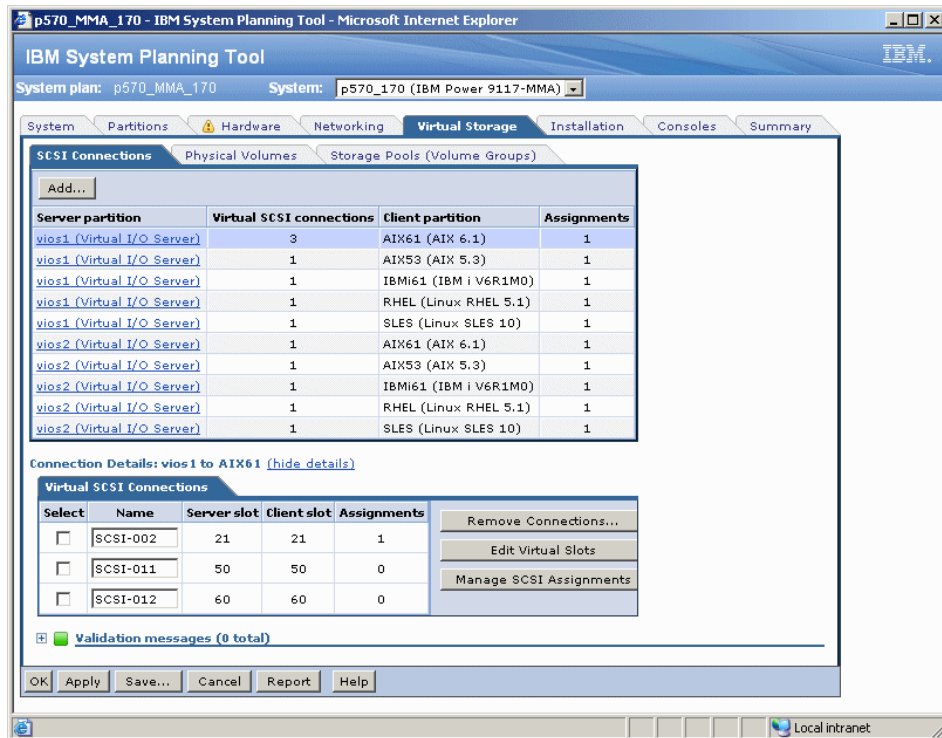 p570_MMA_170 - IBM System Planning Tool - Microsoft Internet Explorer
IBM System Planning Tool
IBM.
System plan: p570_MMA_170 System: p570_170 (IBM Power 9117-MMA)
System Partitions Hardware Networking Virtual Storage Installation Consoles Summary
SCSI Connections Physical Volumes Storage Pools (Volume Groups)
Add...
Server partition Virtual SCSI connections Client partition Assignments
vios1 (Virtual I/O Server) 3 AIX61 (AIX 6.1) 1
vios1 (Virtual I/O Server) 1 AIX53 (AIX 5.3) 1
vios1 (Virtual I/O Server) 1 IBMi61 (IBM i V6R1M0) 1
vios1 (Virtual I/O Server) 1 RHEL (Linux RHEL 5.1) 1
vios1 (Virtual I/O Server) 1 SLES (Linux SLES 10) 1
vios2 (Virtual I/O Server) 1 AIX61 (AIX 6.1) 1
vios2 (Virtual I/O Server) 1 AIX53 (AIX 5.3) 1
vios2 (Virtual I/O Server) 1 IBMi61 (IBM i V6R1M0) 1
vios2 (Virtual I/O Server) 1 RHEL (Linux RHEL 5.1) 1
vios2 (Virtual I/O Server) 1 SLES (Linux SLES 10) 1
Connection Details: vios1 to AIX61 (hide details)
Virtual SCSI Connections
Select Name Server slot Client slot Assignments
SCSI-002 21 21 1
SCSI-011 50 50 0
SCSI-012 60 60 0
Remove Connections...
Edit Virtual Slots
Manage SCSI Assignments
Validation messages (0 total)
OK Apply Save... Cancel Report Help
Local intranet